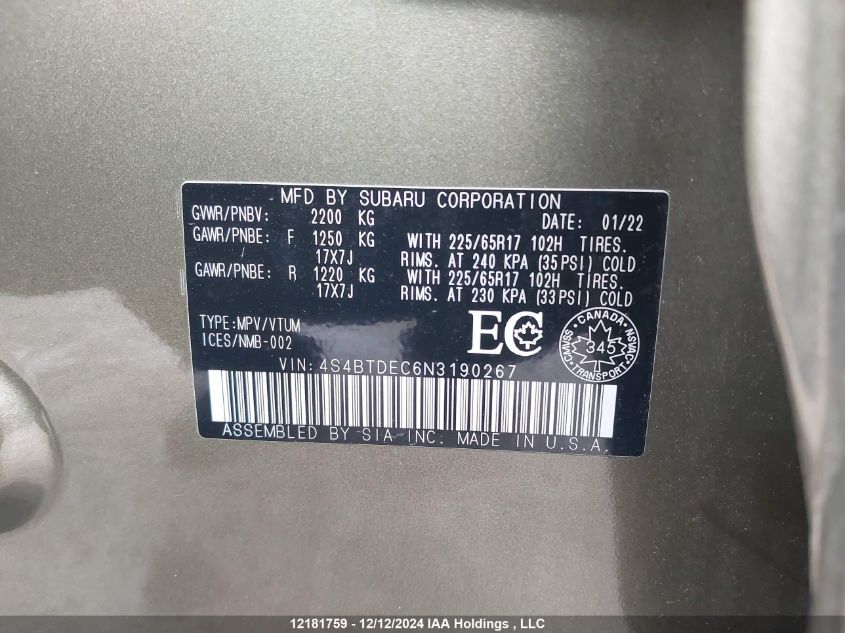 MFD BY SUBARU CORPORATION
GVWR/PNBV: 2200 KG DATE: 01/22
GAWR/PNBE: F 1250 KG WITH 225/65R17 102H TIRES.
17X7J RIMS. AT 240 KPA (35PSI) COLD
GAWR/PNBE: R 1220 KG WITH 225/65R17 102H TIRES.
17X7J RIMS. AT 230 KPA (33PSI) COLD
TYPE:MPV/VTUM
ICES/NMB-002
EC
CANADA
CMVSS 345 NSVAC
TRANSPORT
VIN:4S4BTDEC6N3190267
ASSEMBLED BY SIA INC. MADE IN U.S.A.
12181759 - 12/12/2024 IAA Holdings , LLC